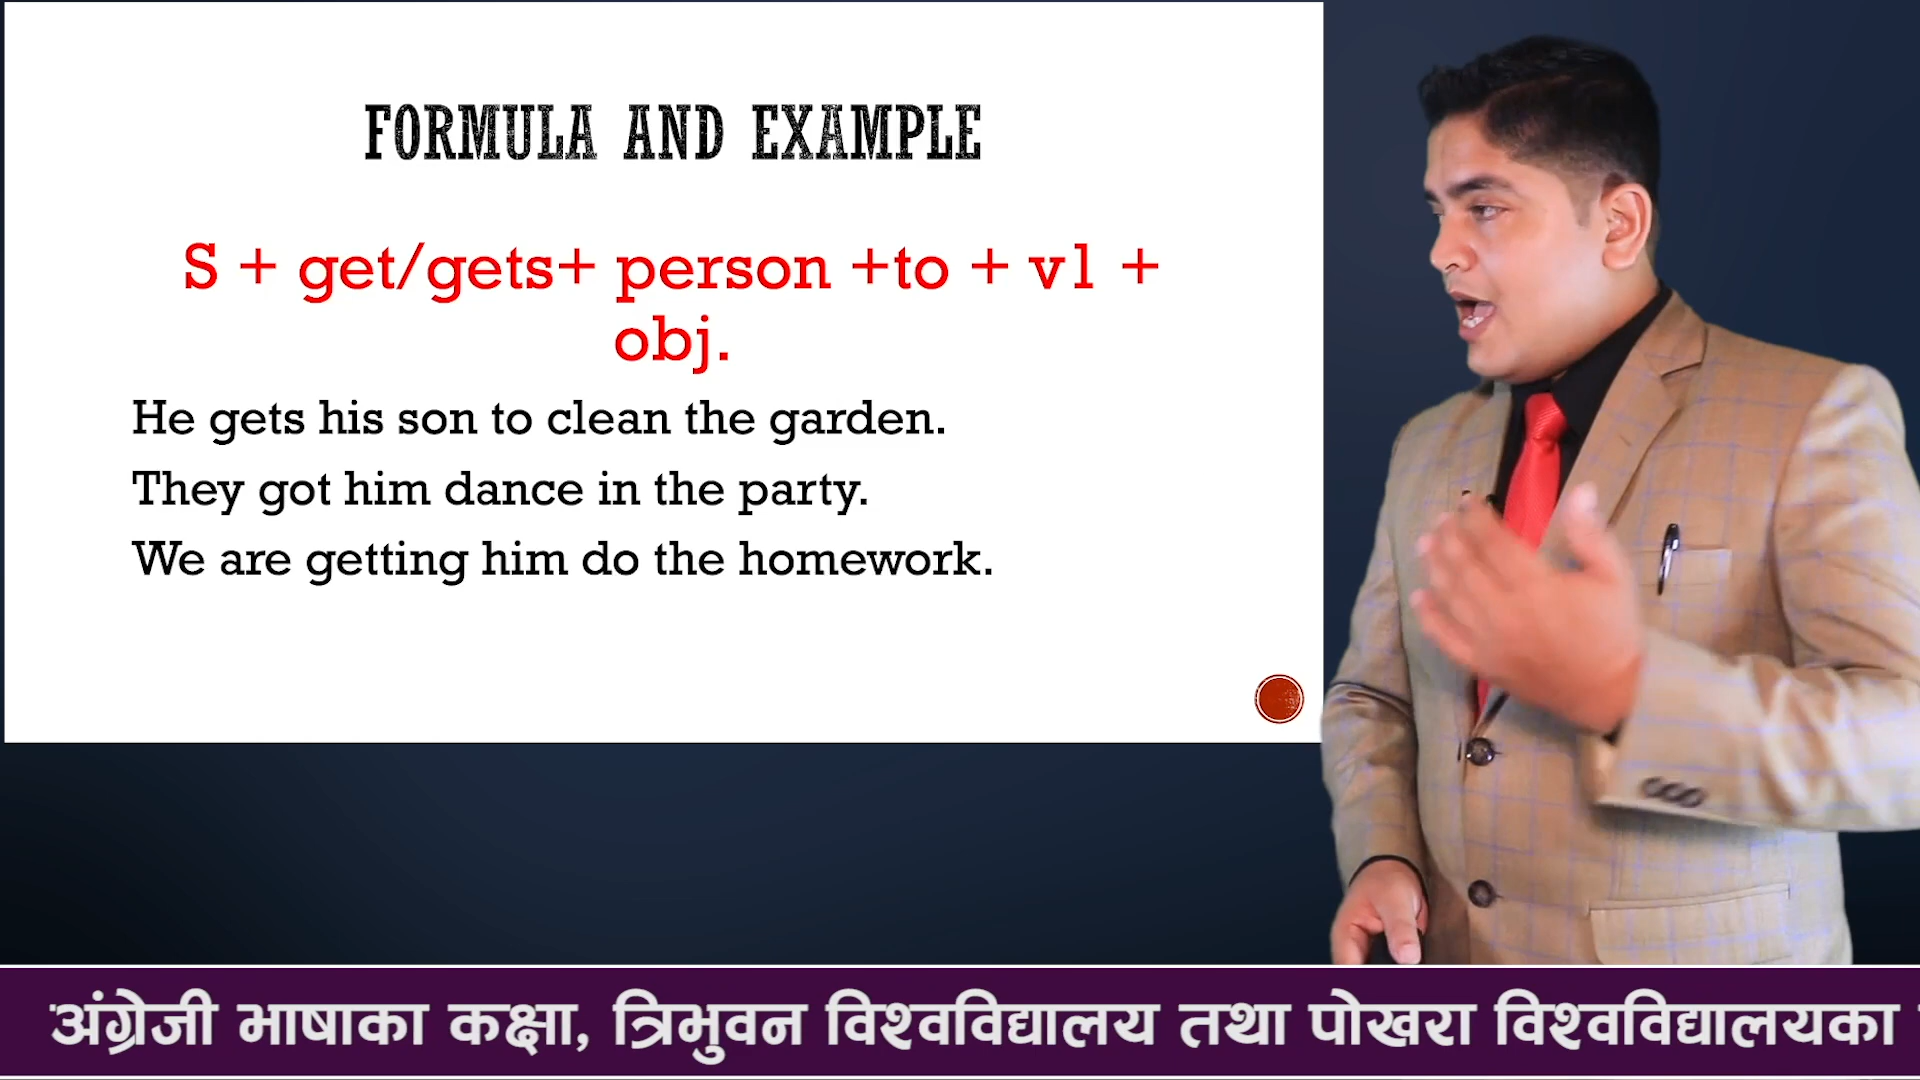 FORMULA AND EXAMPLE
S + get/gets+ person +to + v1 +
obj.
He gets his son to clean the garden.
They got him dance in the party.
We are getting him do the homework.
अंग्रेजी भाषाका कक्षा, त्रिभुवन विश्वविद्यालय तथा पोखरा विश्वविद्यालयका